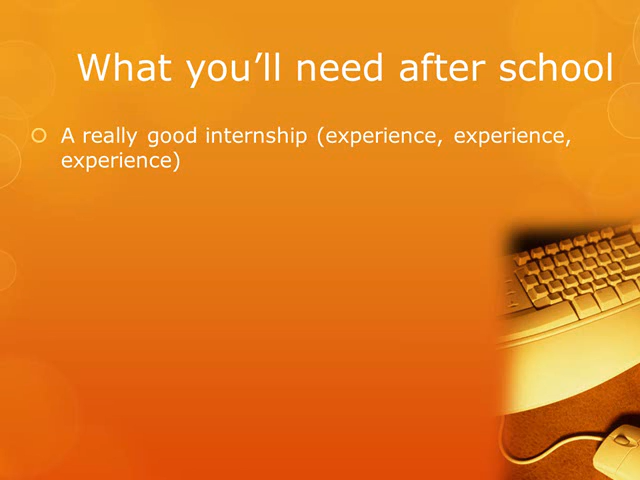 What you’ll need after school
A really good internship (experience, experience,
experience)